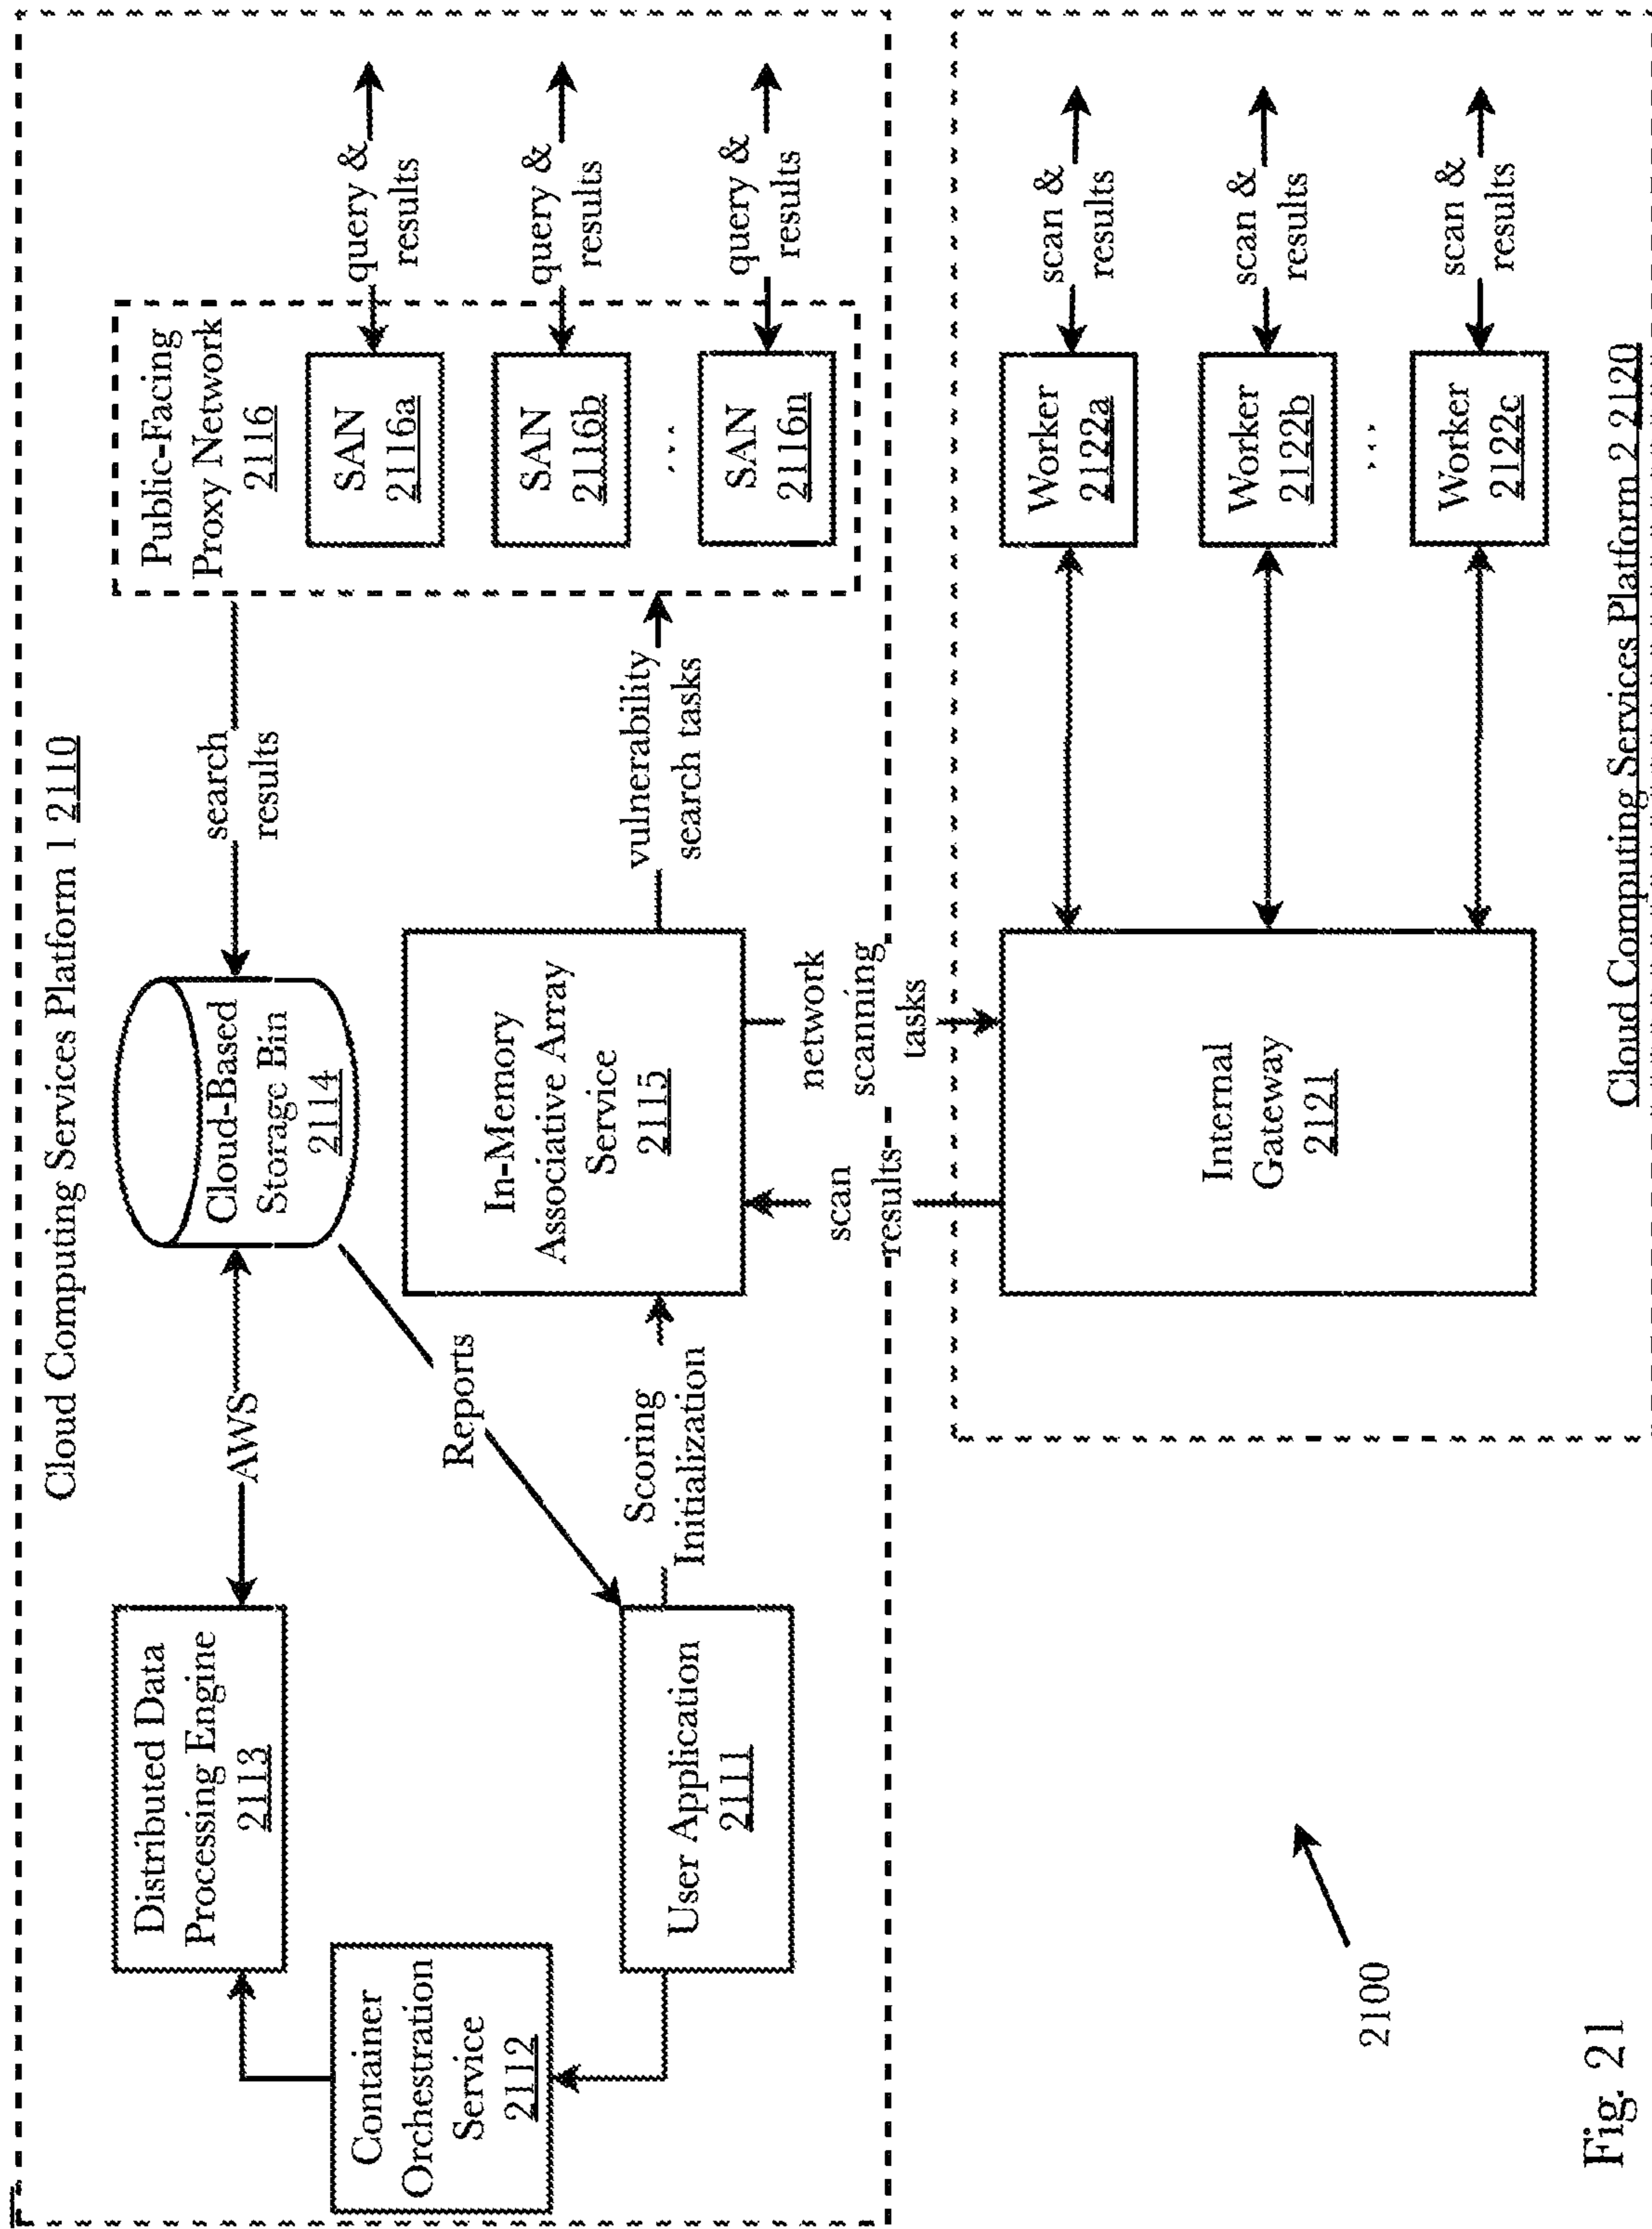 Cloud Computing Services Platform 1 2110
Distributed Data
Processing Engine
2113
AWS
Cloud-Based
Storage Bin
2114
search
results
Public-Facing
Proxy Network
2116
SAN
2116a
query &
results
SAN
2116b
query &
results
...
SAN
2116n
query &
results
Container
Orchestration
Service
2112
Reports
User Application
2111
Scoring
Initialization
In-Memory
Associative Array
Service
2115
vulnerability
search tasks
scan
results
network
scanning
tasks
Internal
Gateway
2121
Worker
2122a
scan &
results
Worker
2122b
scan &
results
...
Worker
2122c
scan &
results
Cloud Computing Services Platform 2 2120
2100
Fig. 21